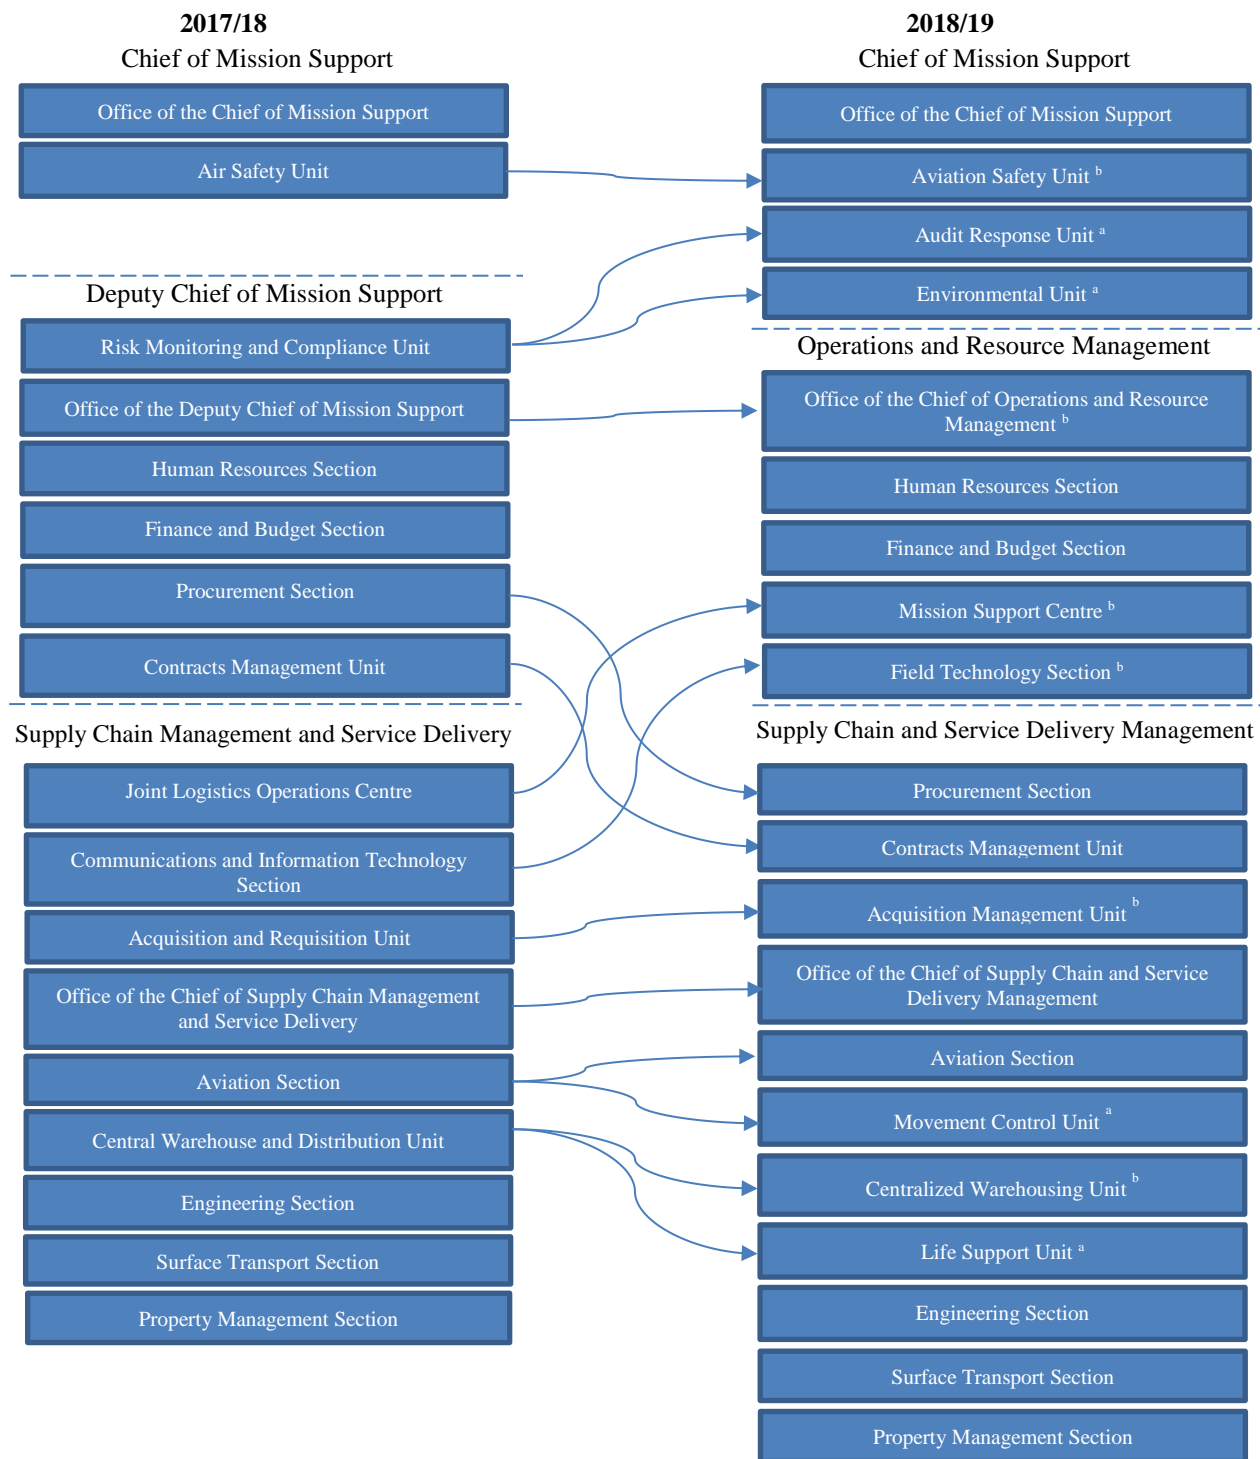 2017/18
Chief of Mission Support
Office of the Chief of Mission Support
Air Safety Unit
Deputy Chief of Mission Support
Risk Monitoring and Compliance Unit
Office of the Deputy Chief of Mission Support
Human Resources Section
Finance and Budget Section
Procurement Section
Contracts Management Unit
Supply Chain Management and Service Delivery
Joint Logistics Operations Centre
Communications and Information Technology
Section
Acquisition and Requisition Unit
Office of the Chief of Supply Chain Management
and Service Delivery
Aviation Section
Central Warehouse and Distribution Unit
Engineering Section
Surface Transport Section
Property Management Section
2018/19
Chief of Mission Support
Office of the Chief of Mission Support
Aviation Safety Unit b
Audit Response Unit a
Environmental Unit a
Operations and Resource Management
Office of the Chief of Operations and Resource
Management b
Human Resources Section
Finance and Budget Section
Mission Support Centre b
Field Technology Section b
Supply Chain and Service Delivery Management
Procurement Section
Contracts Management Unit
Acquisition Management Unit b
Office of the Chief of Supply Chain and Service
Delivery Management
Aviation Section
Movement Control Unit a
Centralized Warehousing Unit b
Life Support Unit a
Engineering Section
Surface Transport Section
Property Management Section